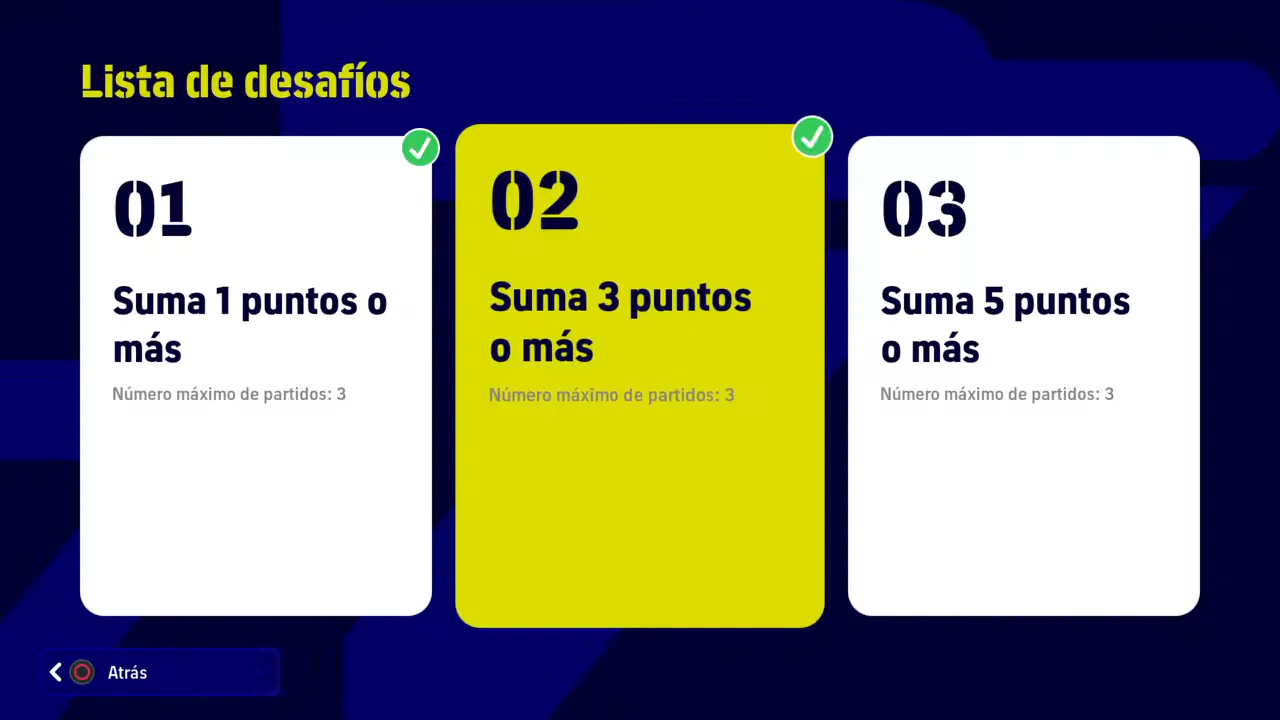 Lista de desafíos
01
Suma 1 puntos o
más
Número máximo de partidos: 3
02
Suma 3 puntos
o más
Número máximo de partidos: 3
03
Suma 5 puntos
o más
Número máximo de partidos: 3
Atrás